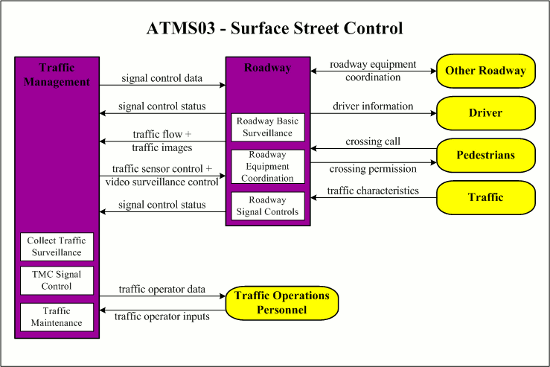 ATMS03 - Surface Street Control
Traffic
Management
signal control data
signal control status
traffic flow +
traffic images
traffic sensor control +
video surveillance control
signal control status
Collect Traffic
Surveillance
TMC Signal
Control
Traffic
Maintenance
traffic operator data
traffic operator inputs
Roadway
Roadway Basic
Surveillance
Roadway
Equipment
Coordination
Roadway
Signal Controls
Traffic Operations
Personnel
roadway equipment
coordination
driver information
crossing call
crossing permission
traffic characteristics
Other Roadway
Driver
Pedestrians
Traffic